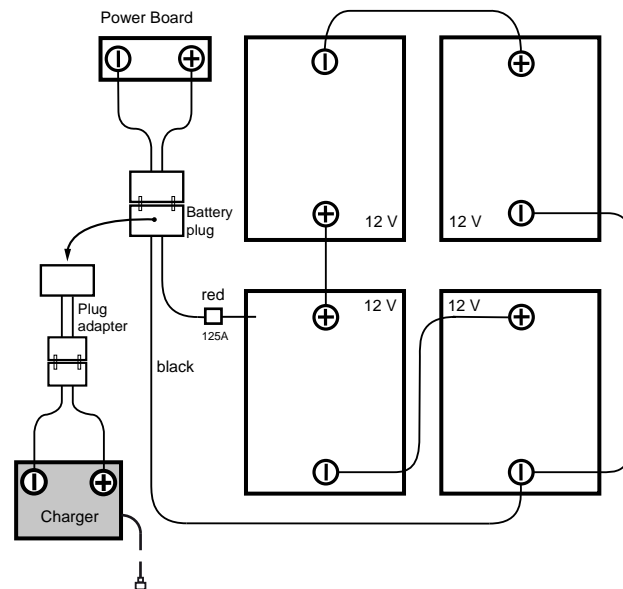 Power Board
12 V
12 V
Battery
plug
12 V
12 V
red
125A
Plug
adapter
black
Charger